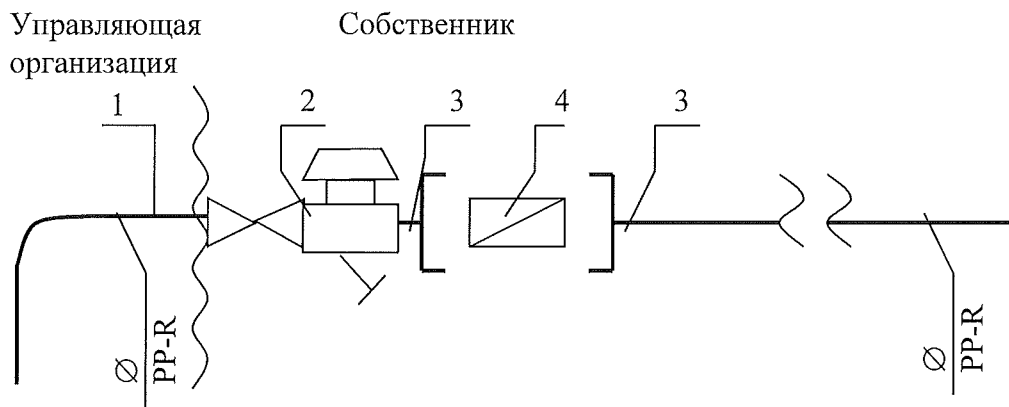 Управляющая
организация
Собственник
1
2
3
4
3
∅
PP-R
∅
PP-R